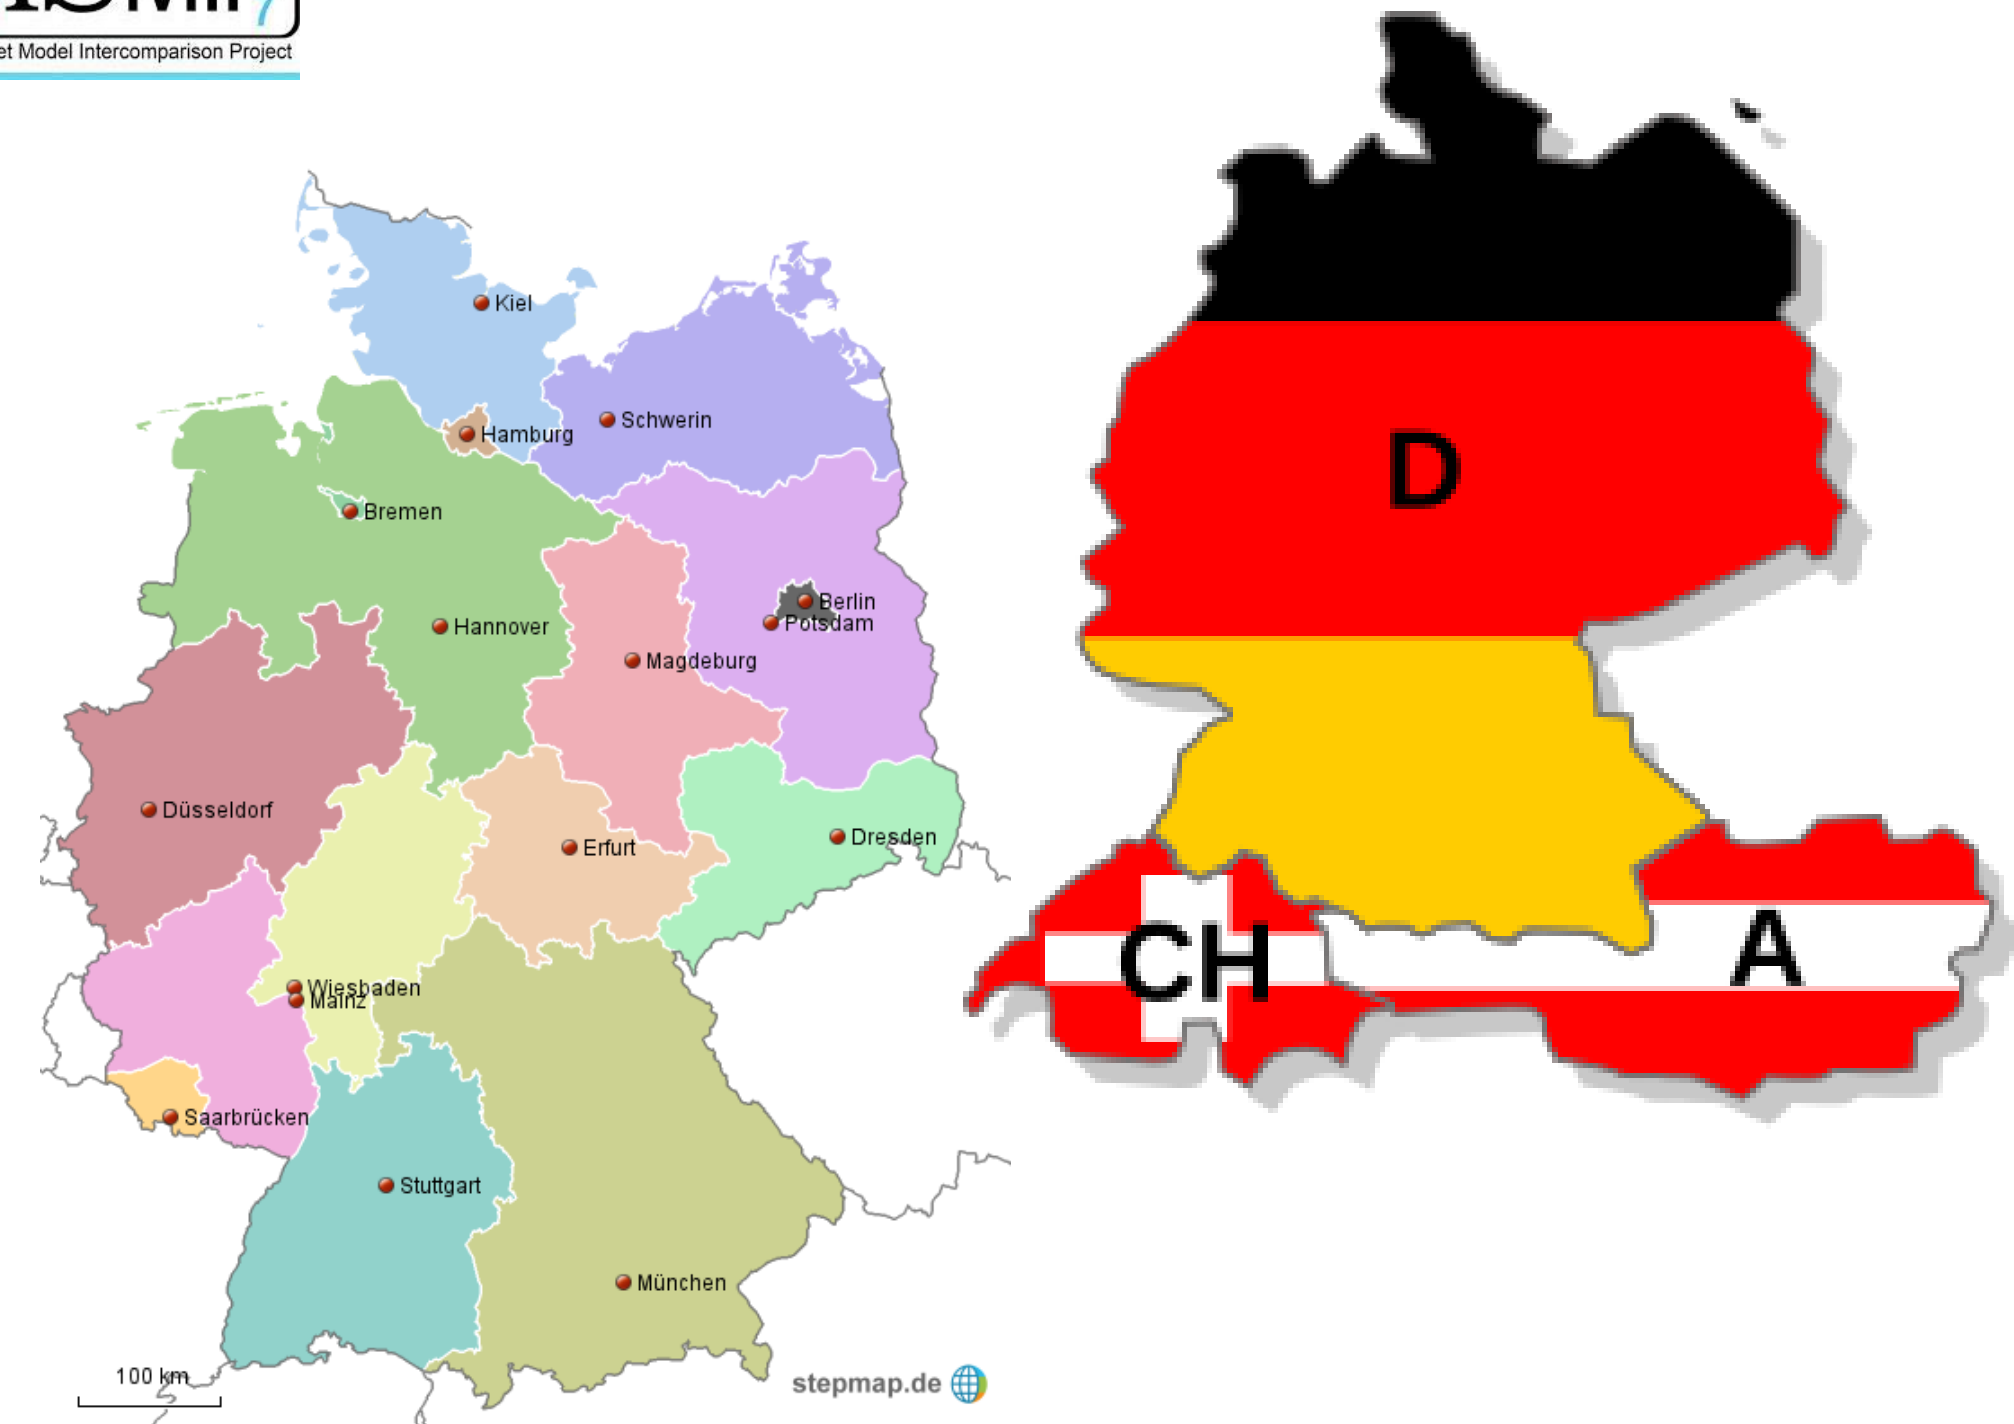 et Model Intercomparison Project
Kiel
Schwerin
Hamburg
Bremen
Berlin
Potsdam
Hannover
Magdeburg
Düsseldorf
Erfurt
Dresden
Wiesbaden
Mainz
Saarbrücken
Stuttgart
München
100 km
stepmap.de
D
CH
A